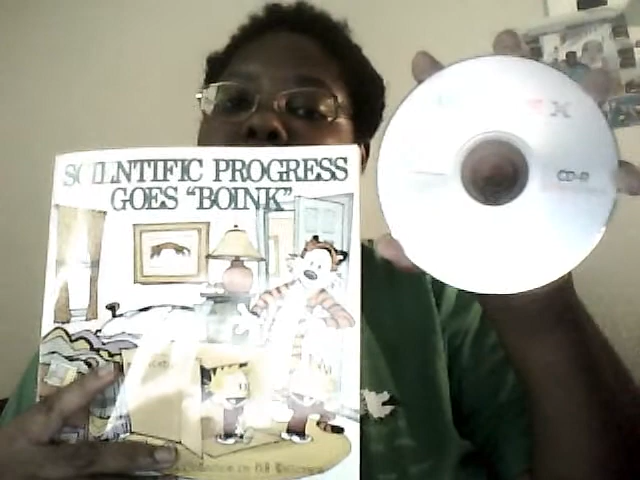 SCIENTIFIC PROGRESS
GOES "BOINK"
X
CD-R